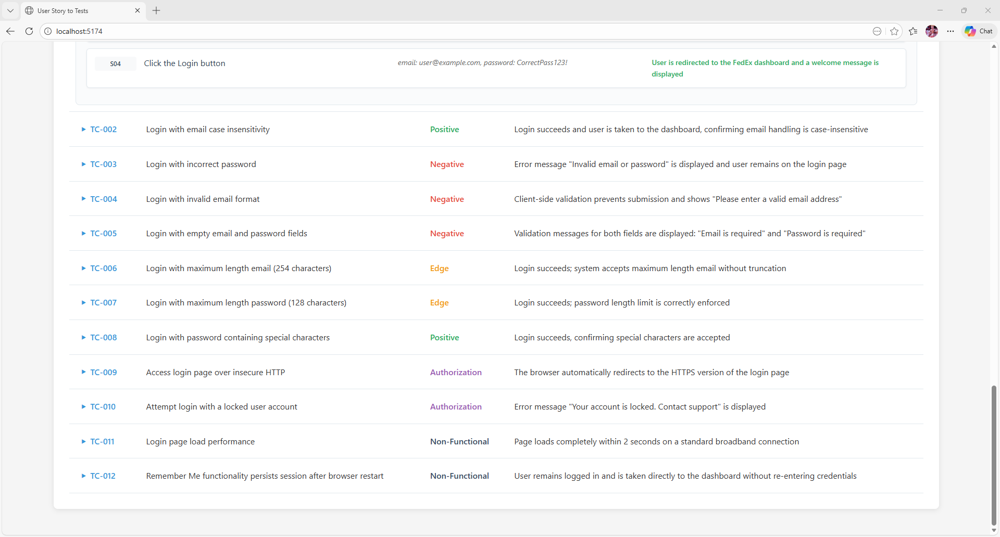 User Story to Tests
localhost:5174
Chat
S04 Click the Login button email: user@example.com, password: CorrectPass123! User is redirected to the FedEx dashboard and a welcome message is
displayed
TC-002 Login with email case insensitivity Positive Login succeeds and user is taken to the dashboard, confirming email handling is case-insensitive
TC-003 Login with incorrect password Negative Error message "Invalid email or password" is displayed and user remains on the login page
TC-004 Login with invalid email format Negative Client-side validation prevents submission and shows "Please enter a valid email address"
TC-005 Login with empty email and password fields Negative Validation messages for both fields are displayed: "Email is required" and "Password is required"
TC-006 Login with maximum length email (254 characters) Edge Login succeeds; system accepts maximum length email without truncation
TC-007 Login with maximum length password (128 characters) Edge Login succeeds; password length limit is correctly enforced
TC-008 Login with password containing special characters Positive Login succeeds, confirming special characters are accepted
TC-009 Access login page over insecure HTTP Authorization The browser automatically redirects to the HTTPS version of the login page
TC-010 Attempt login with a locked user account Authorization Error message "Your account is locked. Contact support" is displayed
TC-011 Login page load performance Non-Functional Page loads completely within 2 seconds on a standard broadband connection
TC-012 Remember Me functionality persists session after browser restart Non-Functional User remains logged in and is taken directly to the dashboard without re-entering credentials